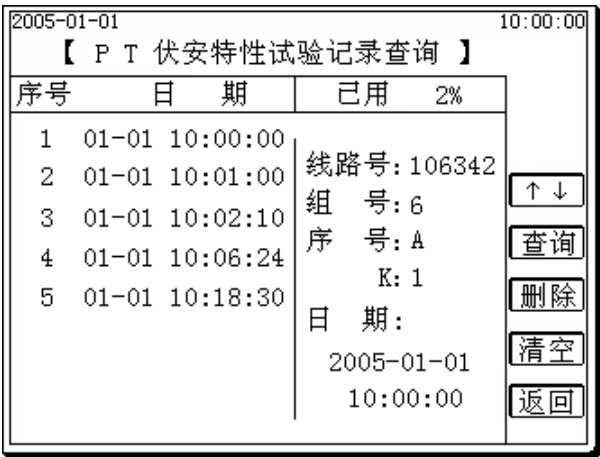 2005-01-01 10:00:00
【 P T 伏安特性试验记录查询 】
序号 日 期 已用 2%
1 01-01 10:00:00
2 01-01 10:01:00
3 01-01 10:02:10
4 01-01 10:06:24
5 01-01 10:18:30
线路号:106342
组 号:6
序 号:A
K:1
日 期:
2005-01-01
10:00:00
↑↓
查询
删除
清空
返回